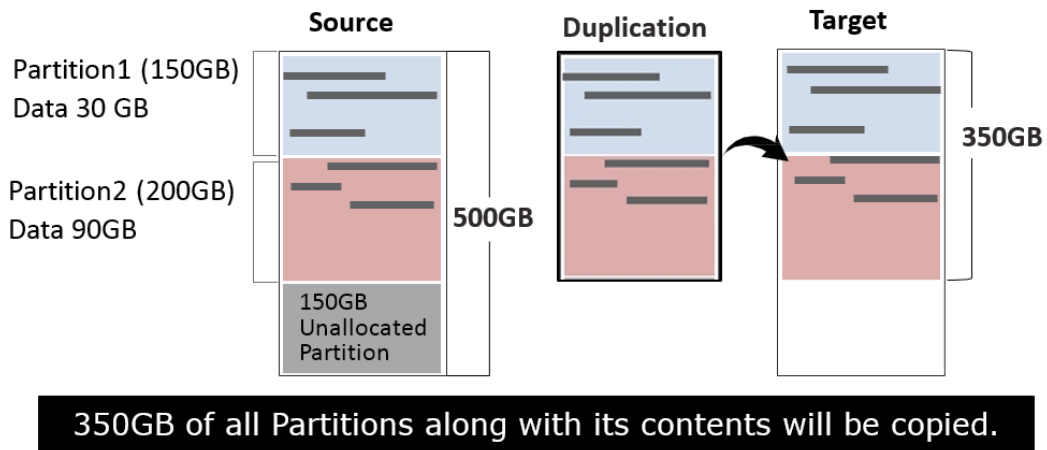 Source
Duplication
Target
Partition1 (150GB)
Data 30 GB
Partition2 (200GB)
Data 90GB
500GB
350GB
150GB
Unallocated
Partition
350GB of all Partitions along with its contents will be copied.